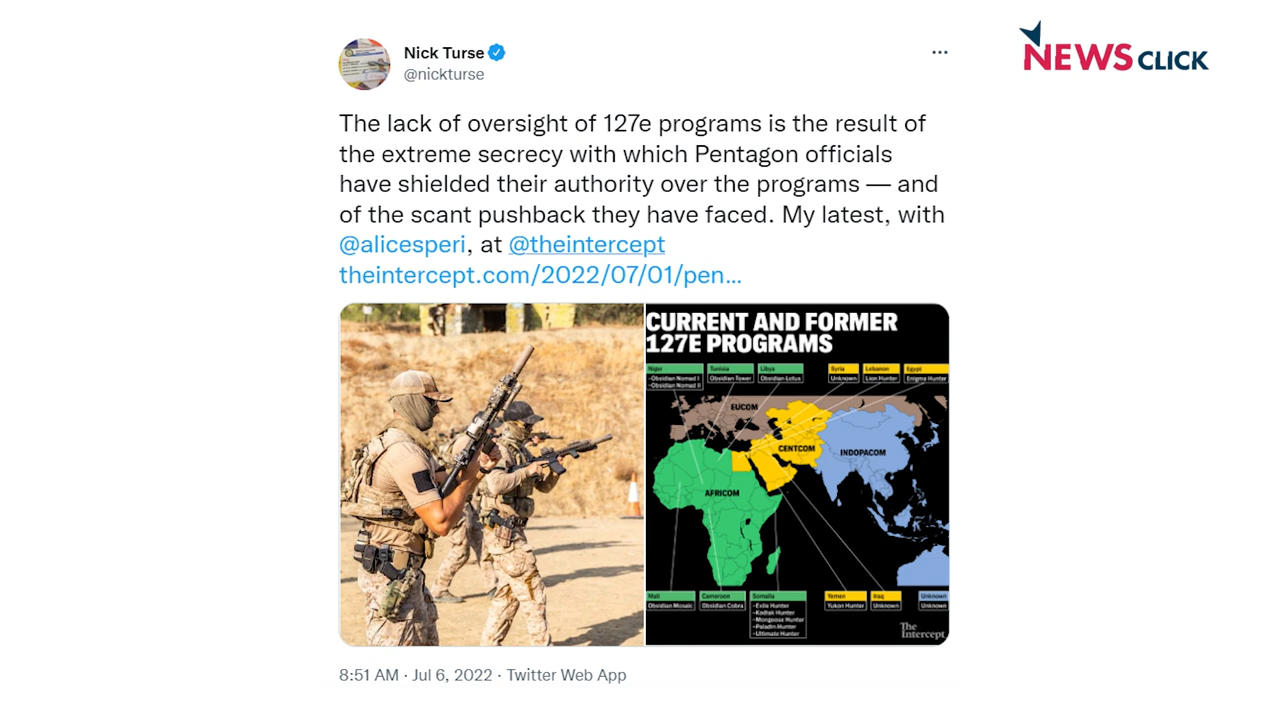 Nick Turse
@nickturse
NEWSCLICK
The lack of oversight of 127e programs is the result of
the extreme secrecy with which Pentagon officials
have shielded their authority over the programs — and
of the scant pushback they have faced. My latest, with
@alicesperi, at @theintercept
theintercept.com/2022/07/01/pen...
CURRENT AND FORMER
127E PROGRAMS
Niger
-Obsidian Nomad I
-Obsidian Nomad II
Tunisia
Obsidian Tower
Libya
Obsidian Lotus
Syria
Unknown
Lebanon
Lion Hunter
Egypt
Enigma Hunter
EUCOM
CENTCOM
INDOPACOM
AFRICOM
Mali
Obsidian Mosaic
Cameroon
Obsidian Cobra
Somalia
-Exile Hunter
-Kodiak Hunter
-Mongoose Hunter
-Paladin Hunter
-Ultimate Hunter
Yemen
Yukon Hunter
Iraq
Unknown
Unknown
Unknown
The
Intercept_
8:51 AM · Jul 6, 2022 · Twitter Web App